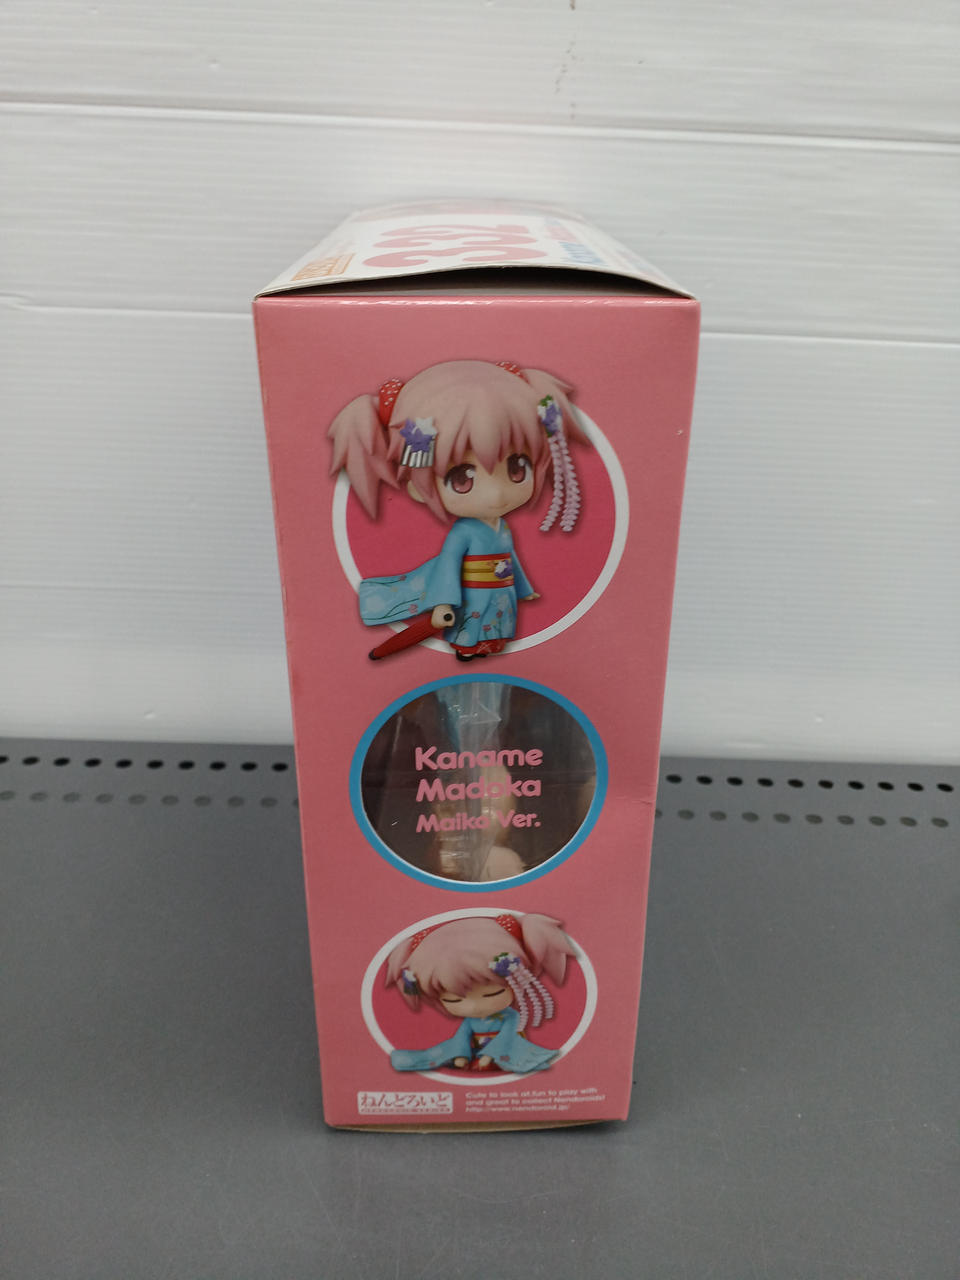 332
Kaname
Madoka
Maiko Ver.
ねんどろいど
Cute to look at,fun to play with
and great to collect Nendoroids!
http://www.nendoroid.jp/